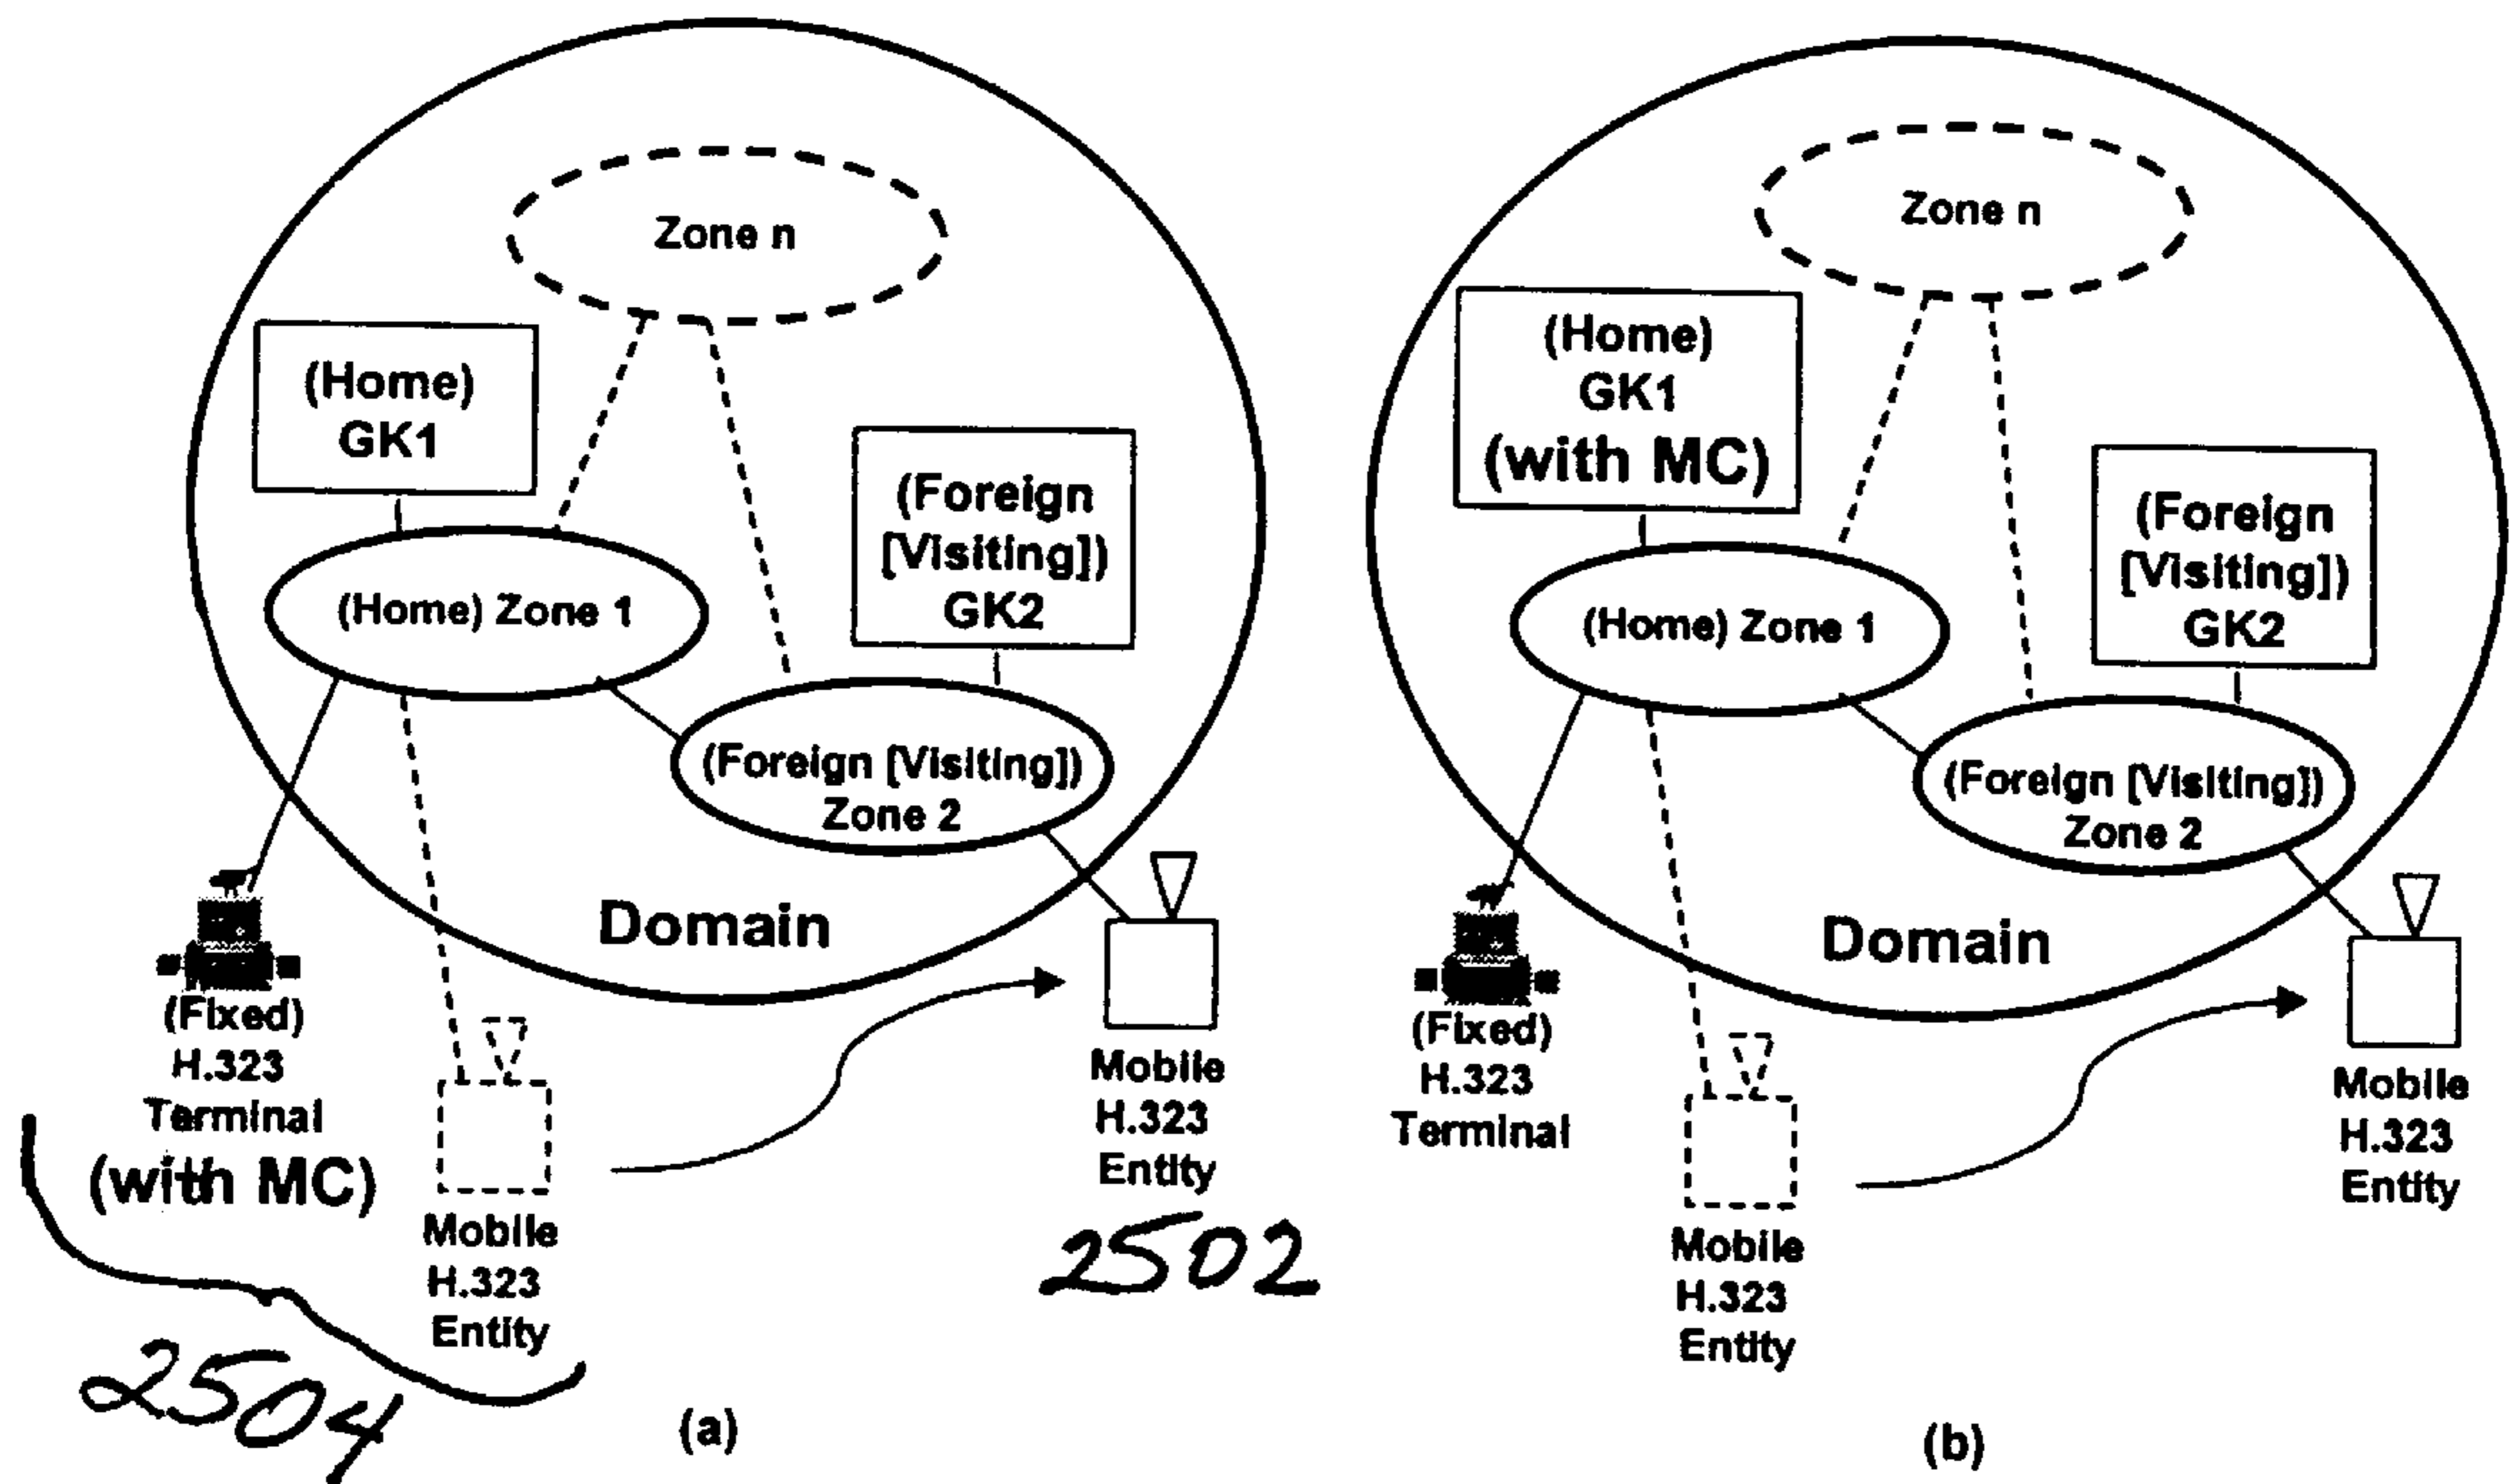 Zone n
(Home)
GK1
(Foreign
[Visiting])
GK2
(Home) Zone 1
(Foreign [Visiting])
Zone 2
Domain
(Fixed)
H.323
Terminal
(with MC)
Mobile
H.323
Entity
Mobile
H.323
Entity
2502
2504
(a)
Zone n
(Home)
GK1
(with MC)
(Foreign
[Visiting])
GK2
(Home) Zone 1
(Foreign [Visiting])
Zone 2
Domain
(Fixed)
H.323
Terminal
Mobile
H.323
Entity
Mobile
H.323
Entity
(b)